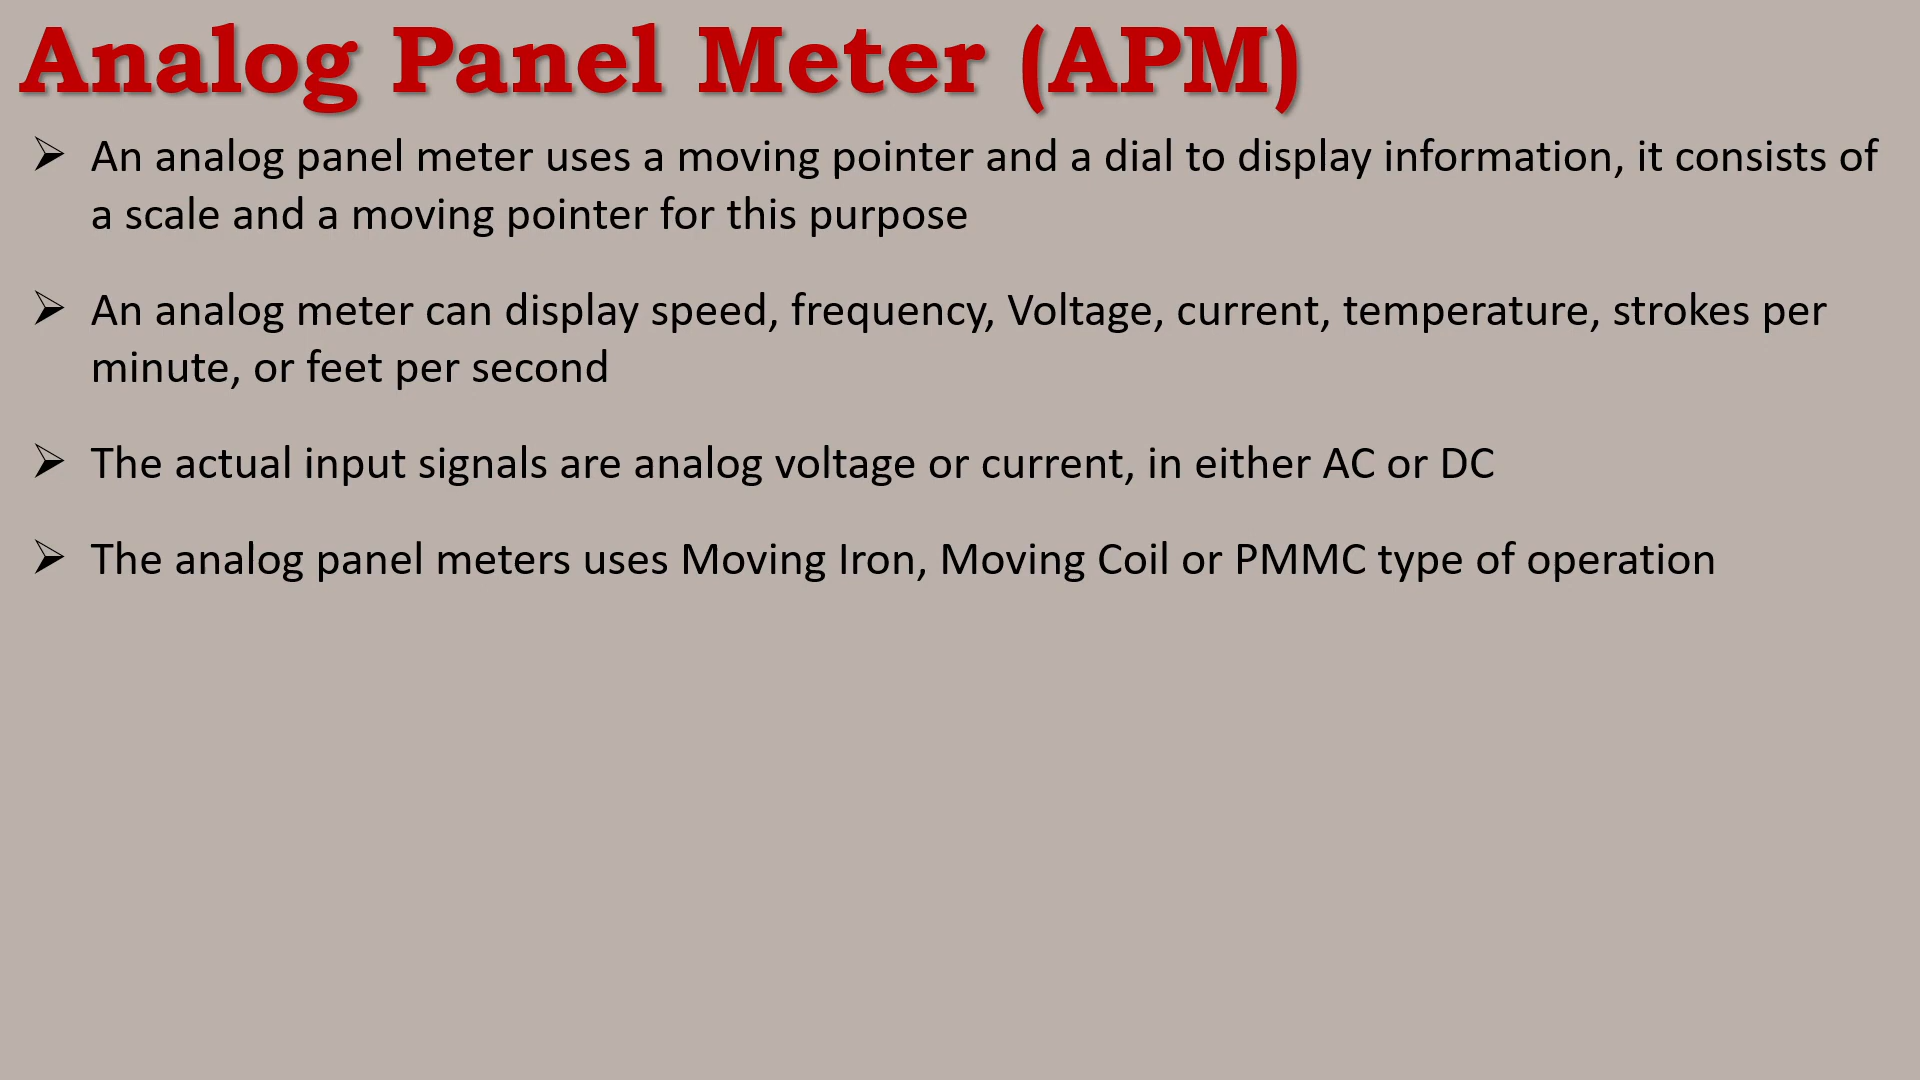 Analog Panel Meter (APM)
➢ An analog panel meter uses a moving pointer and a dial to display information, it consists of
a scale and a moving pointer for this purpose
➢ An analog meter can display speed, frequency, Voltage, current, temperature, strokes per
minute, or feet per second
➢ The actual input signals are analog voltage or current, in either AC or DC
➢ The analog panel meters uses Moving Iron, Moving Coil or PMMC type of operation